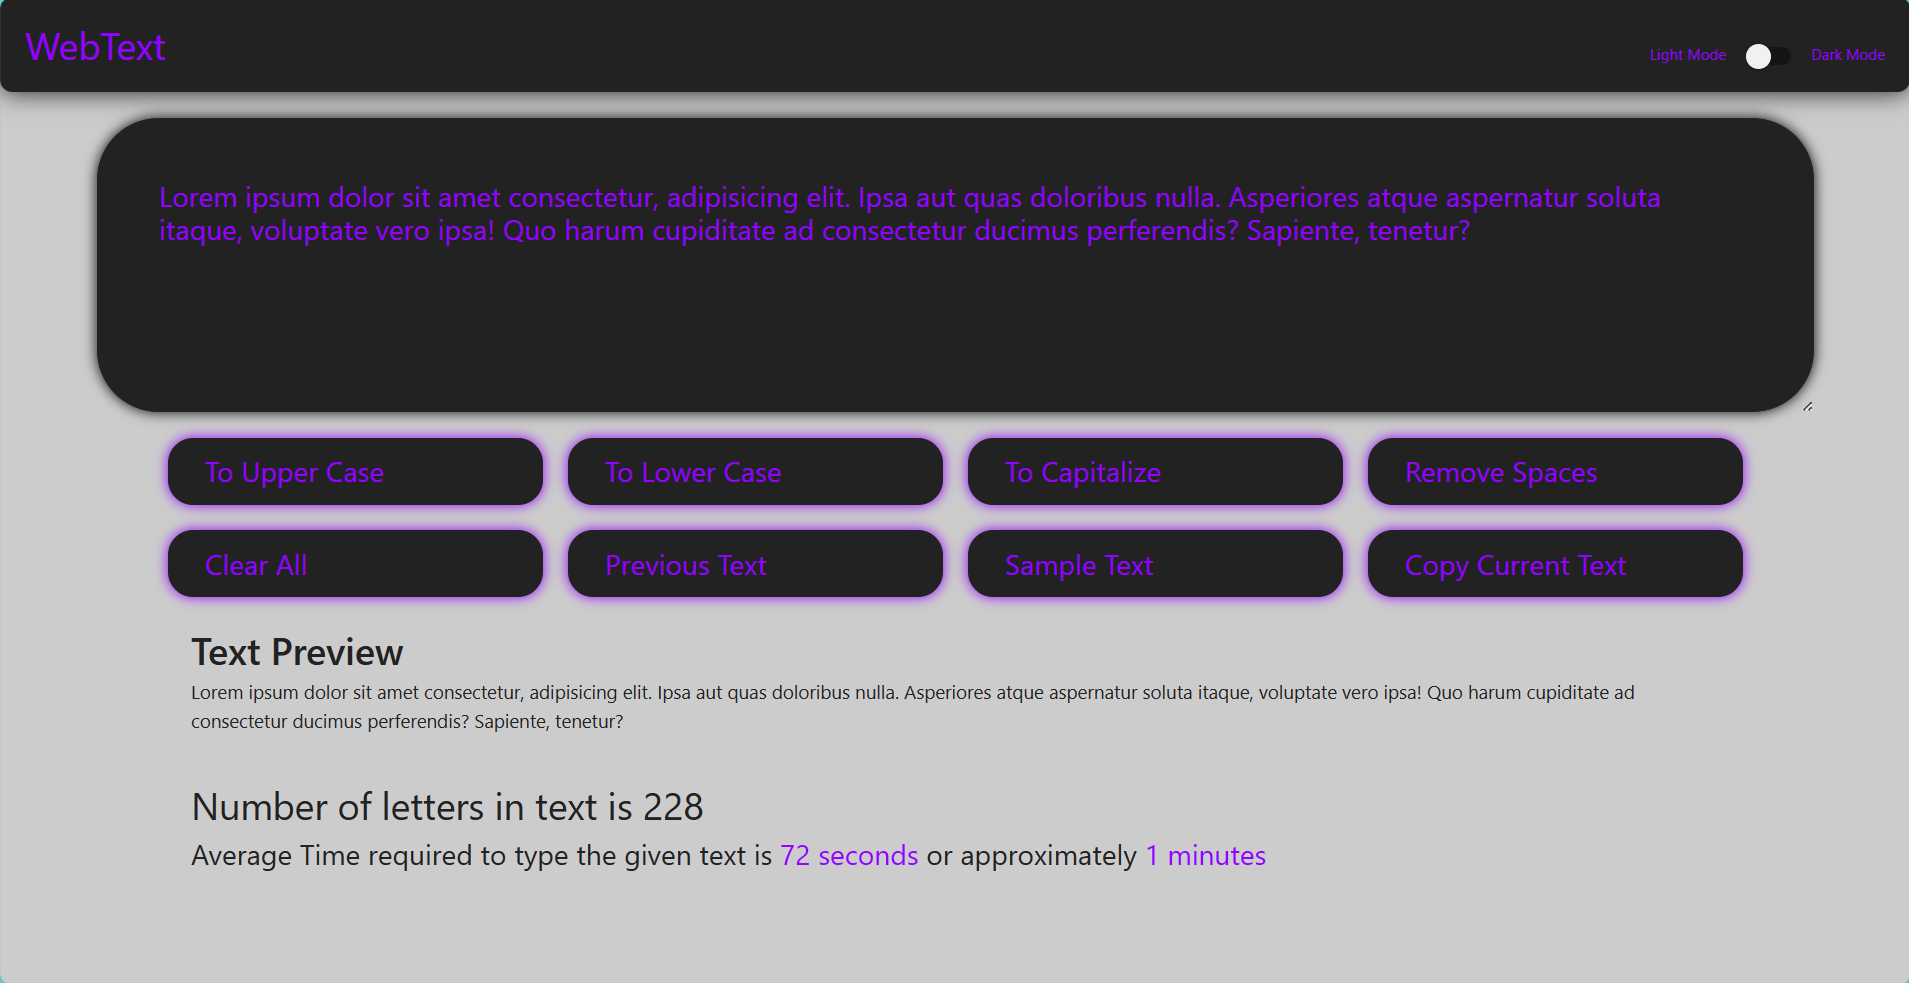 WebText
Light Mode
Dark Mode
Lorem ipsum dolor sit amet consectetur, adipisicing elit. Ipsa aut quas doloribus nulla. Asperiores atque aspernatur soluta
itaque, voluptate vero ipsa! Quo harum cupiditate ad consectetur ducimus perferendis? Sapiente, tenetur?
To Upper Case
To Lower Case
To Capitalize
Remove Spaces
Clear All
Previous Text
Sample Text
Copy Current Text
Text Preview
Lorem ipsum dolor sit amet consectetur, adipisicing elit. Ipsa aut quas doloribus nulla. Asperiores atque aspernatur soluta itaque, voluptate vero ipsa! Quo harum cupiditate ad
consectetur ducimus perferendis? Sapiente, tenetur?
Number of letters in text is 228
Average Time required to type the given text is 72 seconds or approximately 1 minutes